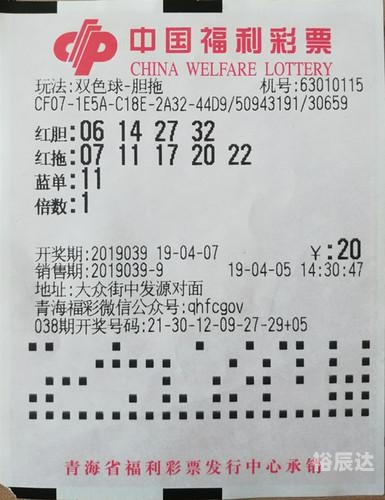 中国福利彩票
CHINA WELFARE LOTTERY
玩法:双色球-胆拖 机号:63010115
CF07-1E5A-C18E-2A32-44D9/50943191/30659
红胆:06 14 27 32
红拖:07 11 17 20 22
蓝单:11
倍数:1
开奖期:2019039 19-04-07 ￥:20
销售期:2019039-9 19-04-05 14:30:47
地址:大众街中发源对面
青海福彩微信公众号:qhfcgov
038期开奖号码:21-30-12-09-27-29+05
裕辰达
青海省福利彩票发行中心承销